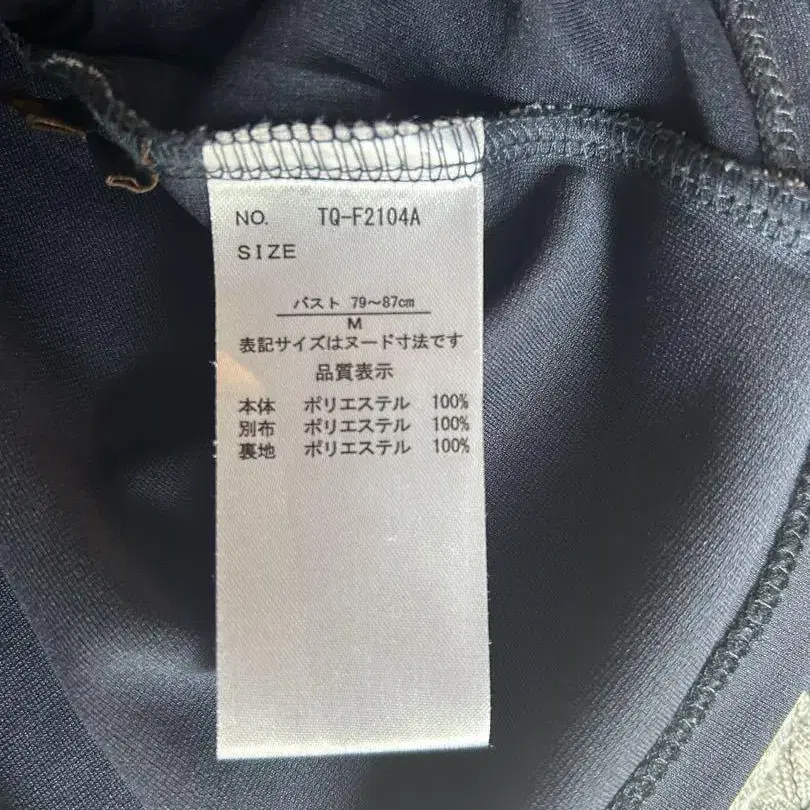 NO. TQ-F2104A
SIZE
バスト 79～87cm
M
表記サイズはヌード寸法です
品質表示
本体 ポリエステル 100%
別布 ポリエステル 100%
裏地 ポリエステル 100%